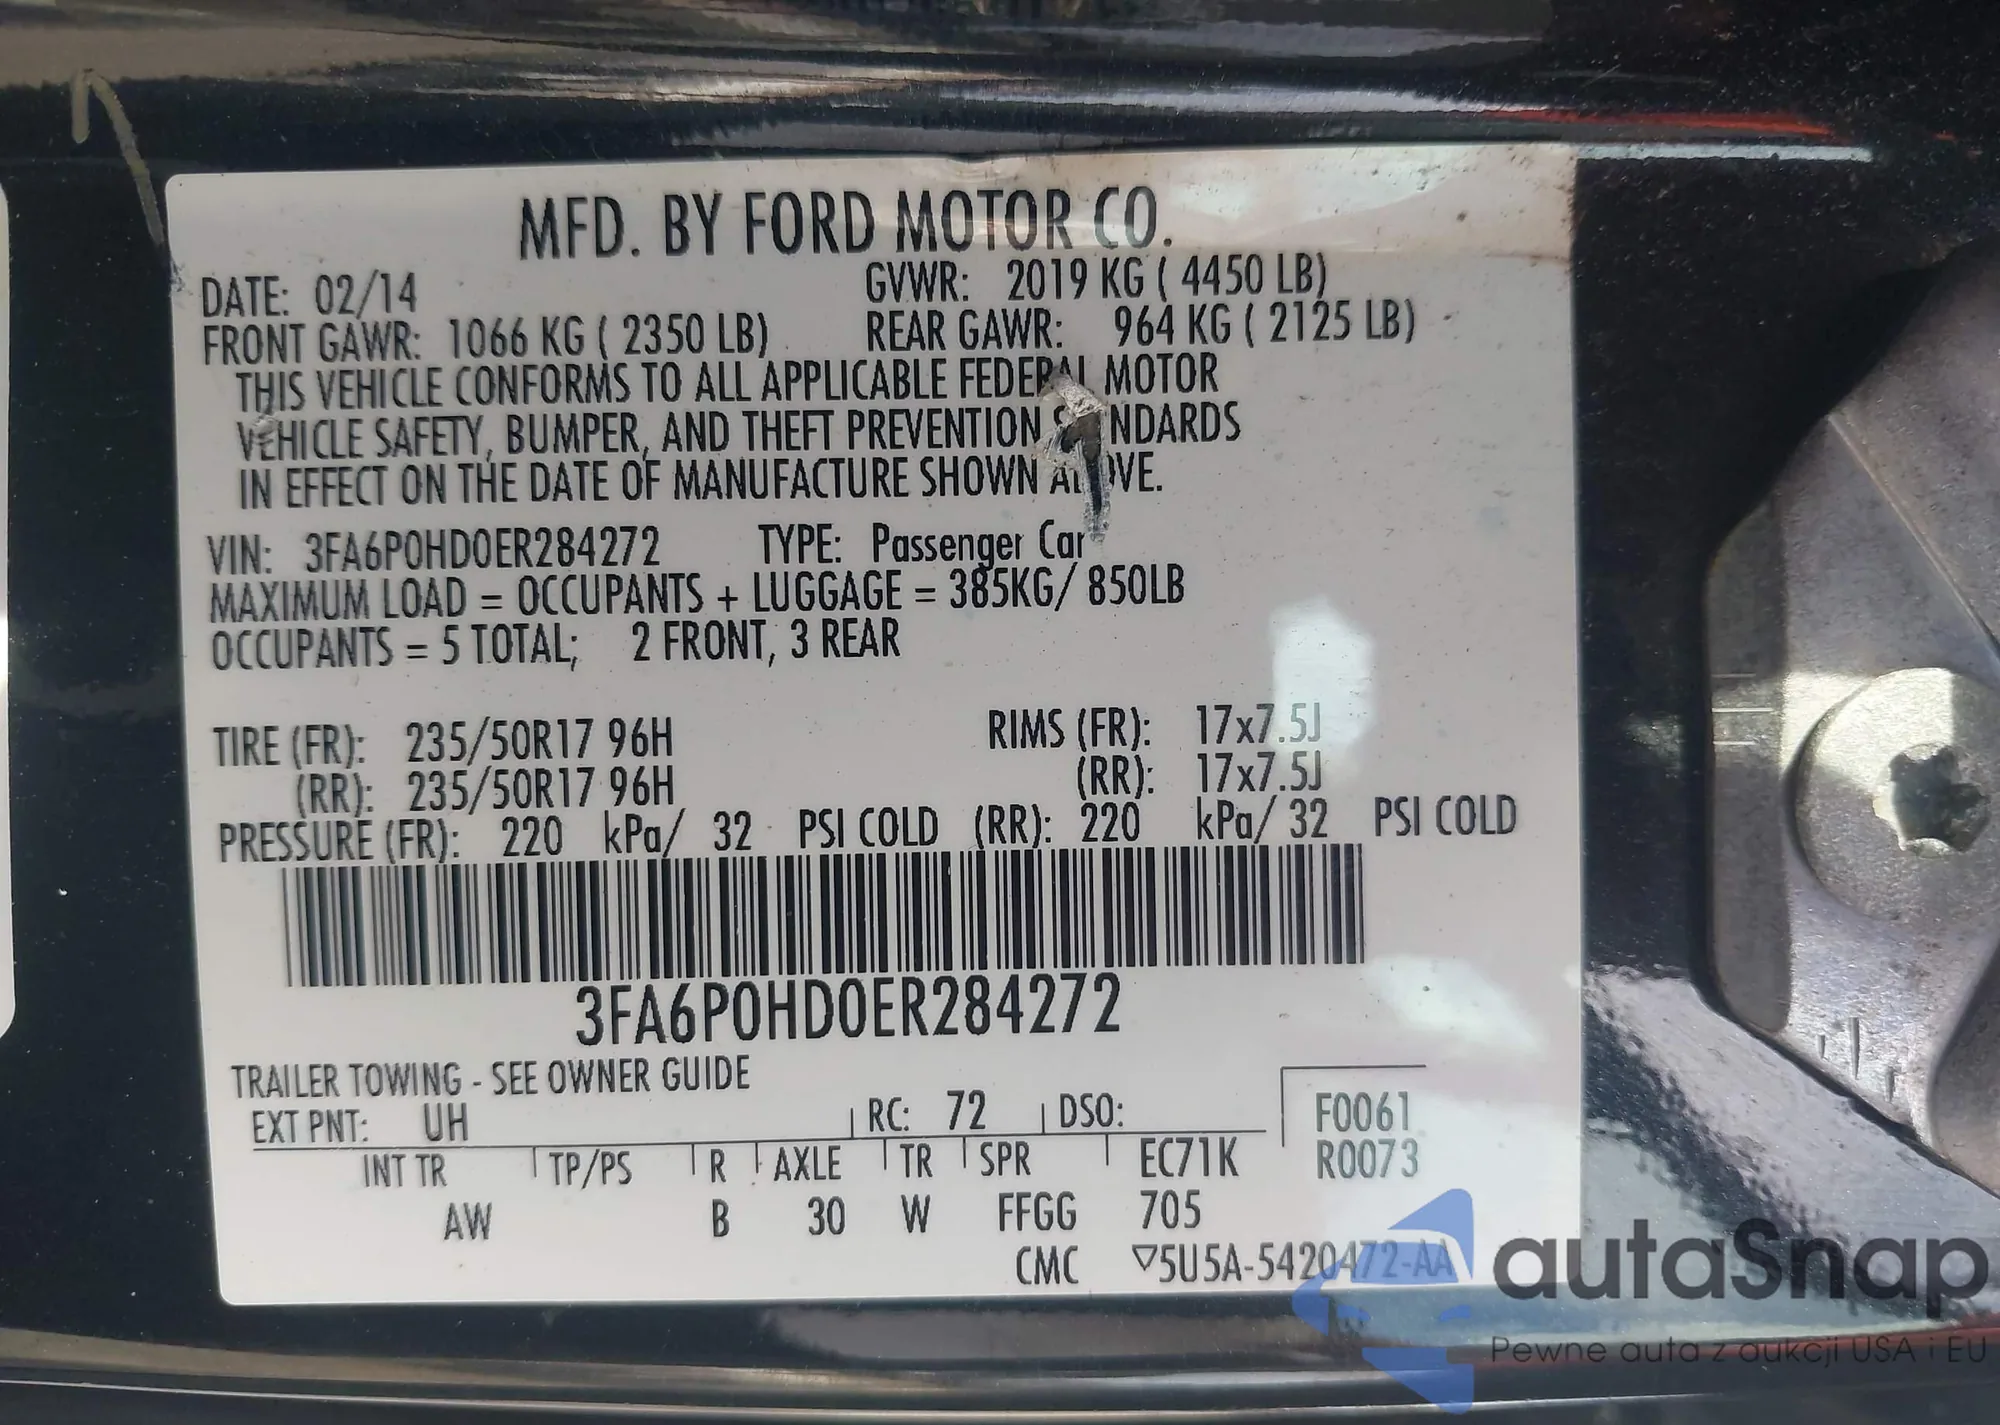 MFD. BY FORD MOTOR CO.
DATE: 02/14 GVWR: 2019 KG ( 4450 LB)
FRONT GAWR: 1066 KG ( 2350 LB) REAR GAWR: 964 KG ( 2125 LB)
THIS VEHICLE CONFORMS TO ALL APPLICABLE FEDERAL MOTOR
VEHICLE SAFETY, BUMPER, AND THEFT PREVENTION NDARDS
IN EFFECT ON THE DATE OF MANUFACTURE SHOWN VE.
VIN: 3FA6P0HD0ER284272 TYPE: Passenger Car
MAXIMUM LOAD = OCCUPANTS + LUGGAGE = 385KG/ 850LB
OCCUPANTS = 5 TOTAL; 2 FRONT, 3 REAR
TIRE (FR): 235/50R17 96H RIMS (FR): 17x7.5J
(RR): 235/50R17 96H (RR): 17x7.5J
PRESSURE (FR): 220 kPa/ 32 PSI COLD (RR): 220 kPa/ 32 PSI COLD
3FA6P0HD0ER284272
TRAILER TOWING - SEE OWNER GUIDE
EXT PNT: UH RC: 72 DSO: F0061
INT TR TP/PS R AXLE TR SPR EC71K R0073
AW B 30 W FFGG 705
CMC ▽5U5A-5420472-AA
autaSnap
Pewne auta z aukcji USA i EU